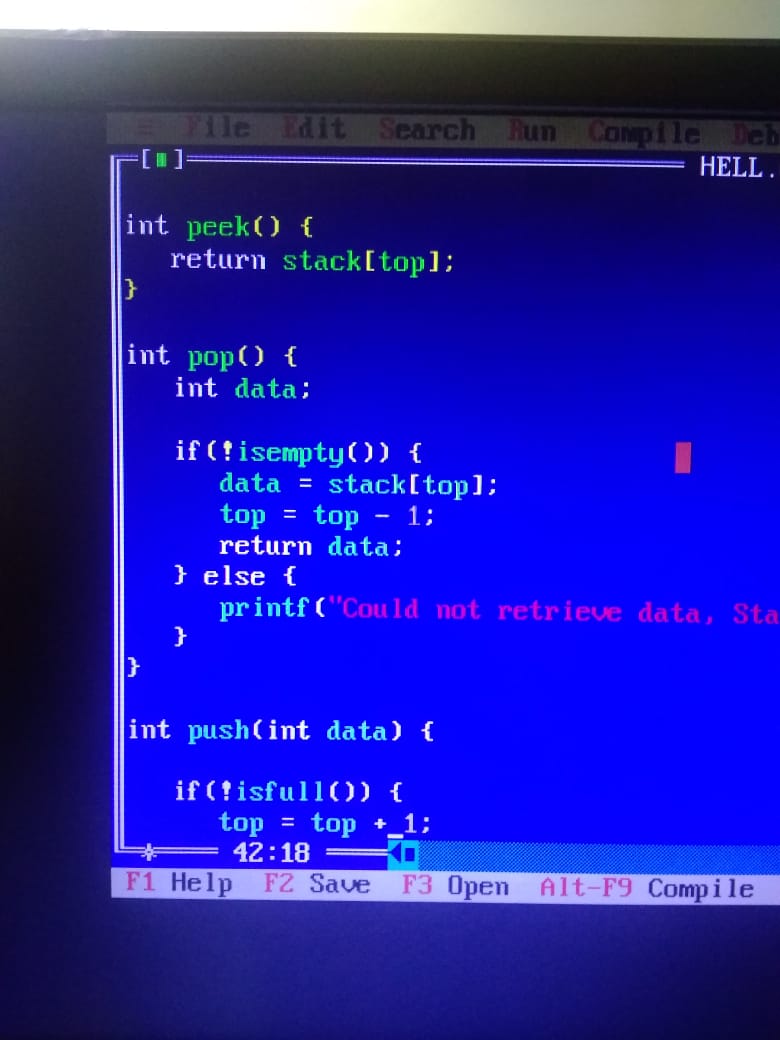 ≡ File Edit Search Run Compile
[■] HELL.
int peek() {
return stack[top];
}
int pop() {
int data;
if(!isempty()) {
data = stack[top];
top = top - 1;
return data;
} else {
printf("Could not retrieve data,
}
}
int push(int data) {
if(!isfull()) {
top = top + 1;
42:18
F1 Help F2 Save F3 Open Alt-F9 Compile